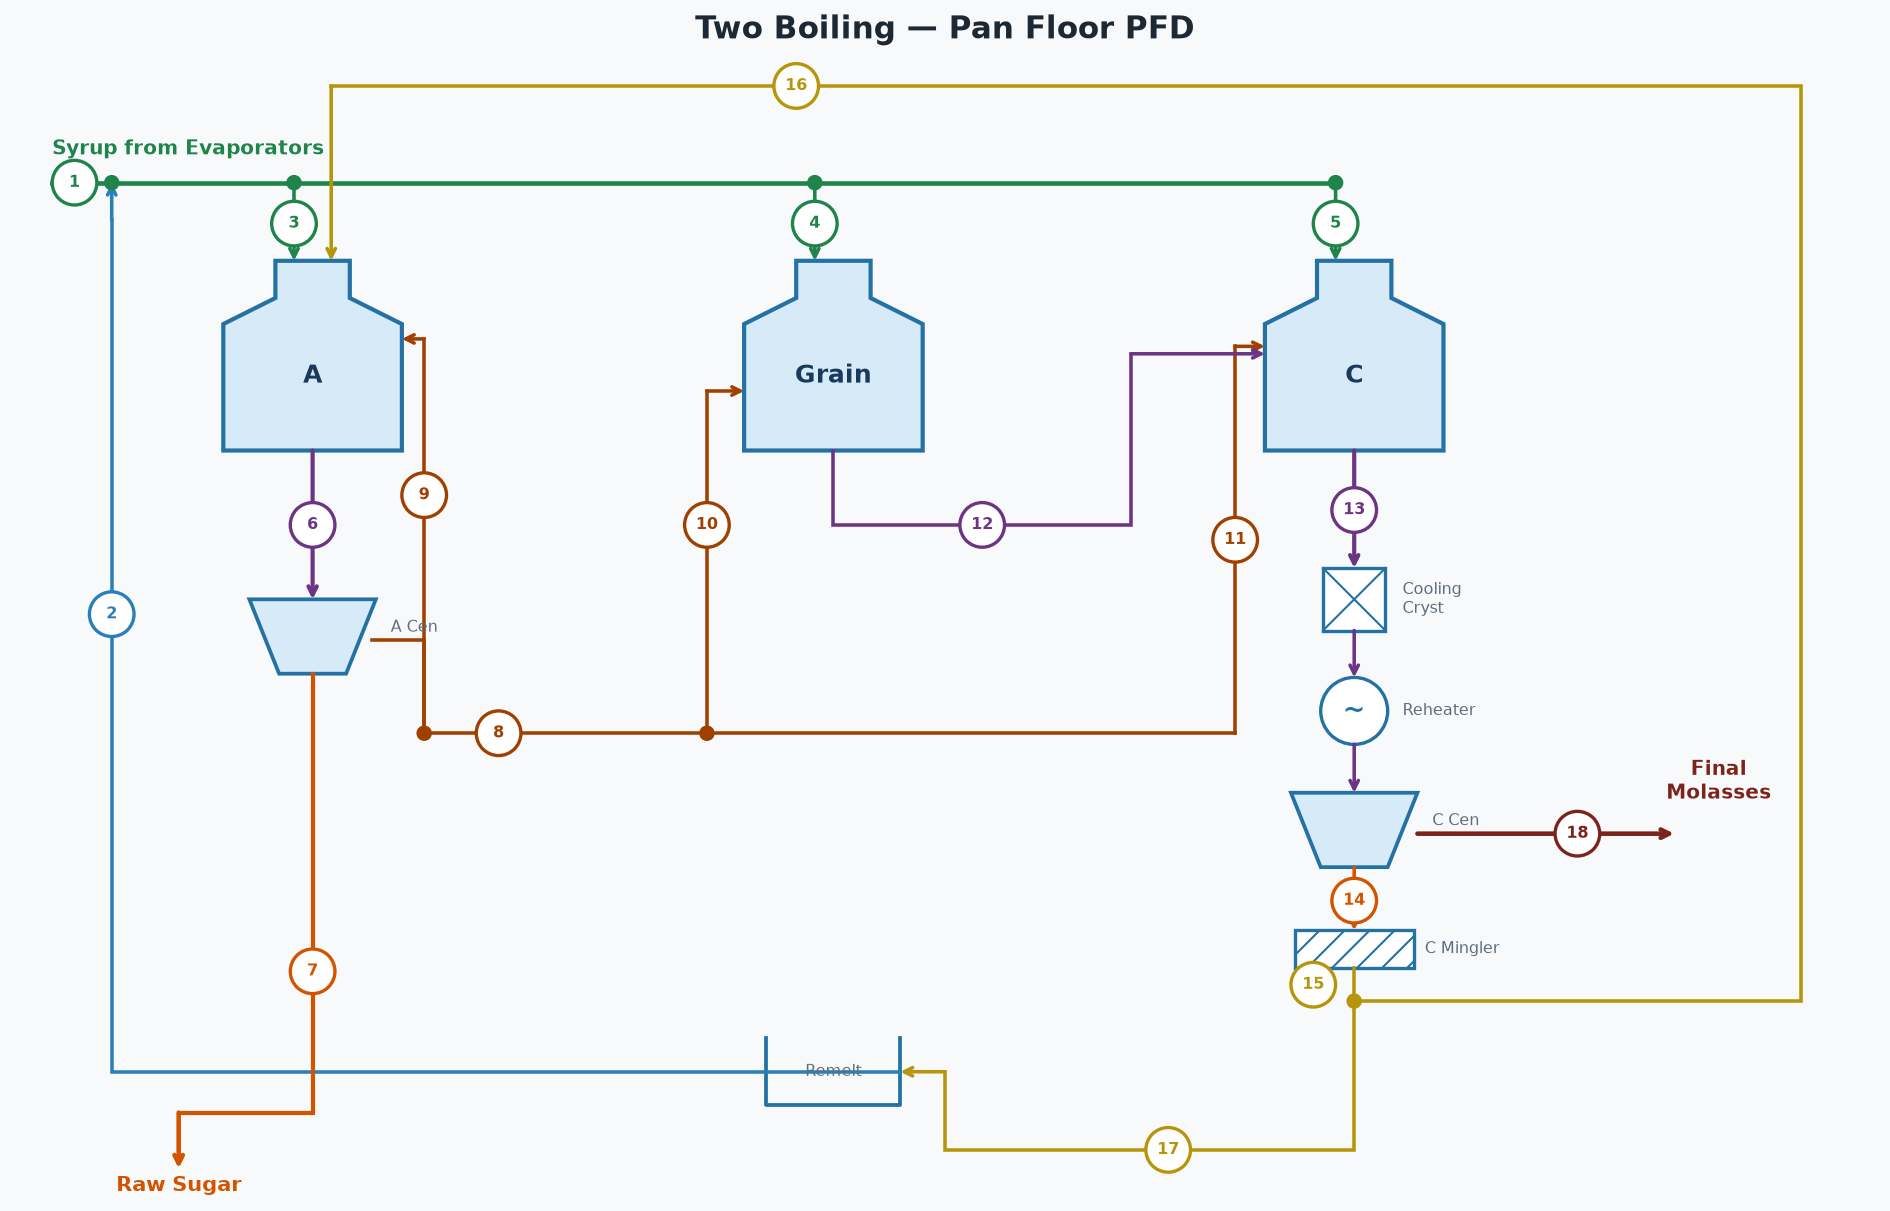 Two Boiling — Pan Floor PFD
16
Syrup from Evaporators
1
3
4
5
A
Grain
C
9
6
10
12
13
11
Cooling
Cryst
2
A Cen
Reheater
~
8
Final
Molasses
C Cen
18
14
C Mingler
7
15
Remelt
17
Raw Sugar